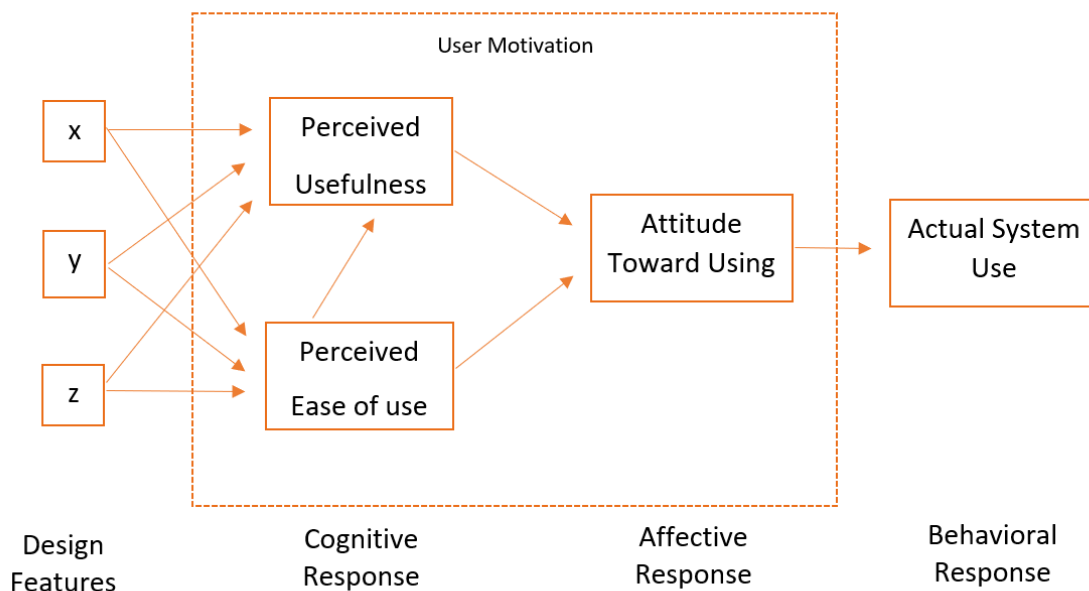 User Motivation
x
y
z
Perceived
Usefulness
Perceived
Ease of use
Attitude
Toward Using
Actual System
Use
Design
Features
Cognitive
Response
Affective
Response
Behavioral
Response